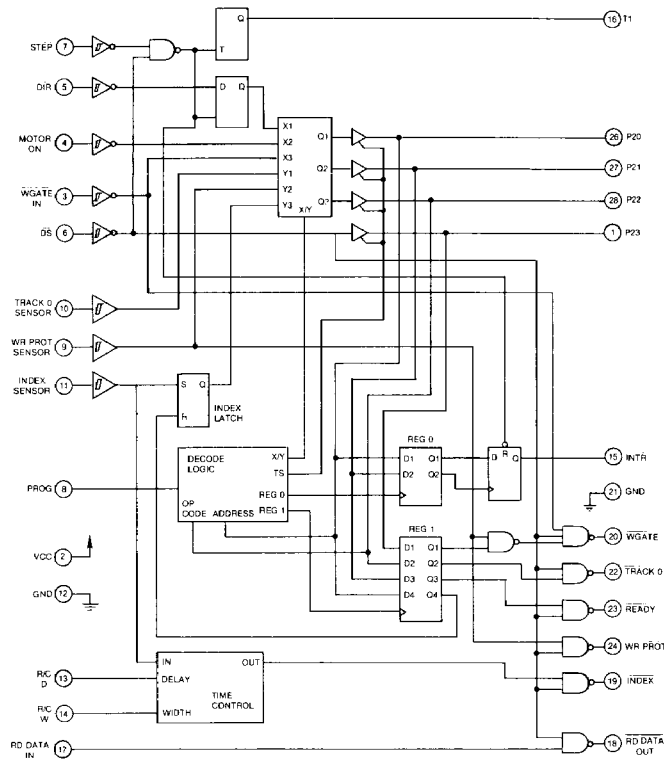 Q
T
16 T1
STEP 7
DIR 5
D Q
MOTOR ON 4
WGATE IN 3
DS 6
X1
X2
X3
Y1
Y2
Y3
X/Y
Q1
Q2
Q3
26 P20
27 P21
28 P22
1 P23
TRACK 0 SENSOR 10
WR PROT SENSOR 9
INDEX SENSOR 11
S Q
R
INDEX LATCH
DECODE LOGIC
X/Y
TS
REG 0
REG 1
OP CODE ADDRESS
PROG 8
REG 0
D1 Q1
D2 Q2
D R Q
15 INTR
21 GND
REG 1
D1 Q1
D2 Q2
D3 Q3
D4 Q4
20 WGATE
22 TRACK 0
23 READY
24 WR PROT
19 INDEX
18 RD DATA OUT
VCC 2
GND 12
R/C D 13
R/C W 14
RD DATA IN 17
IN OUT
DELAY
TIME CONTROL
WIDTH